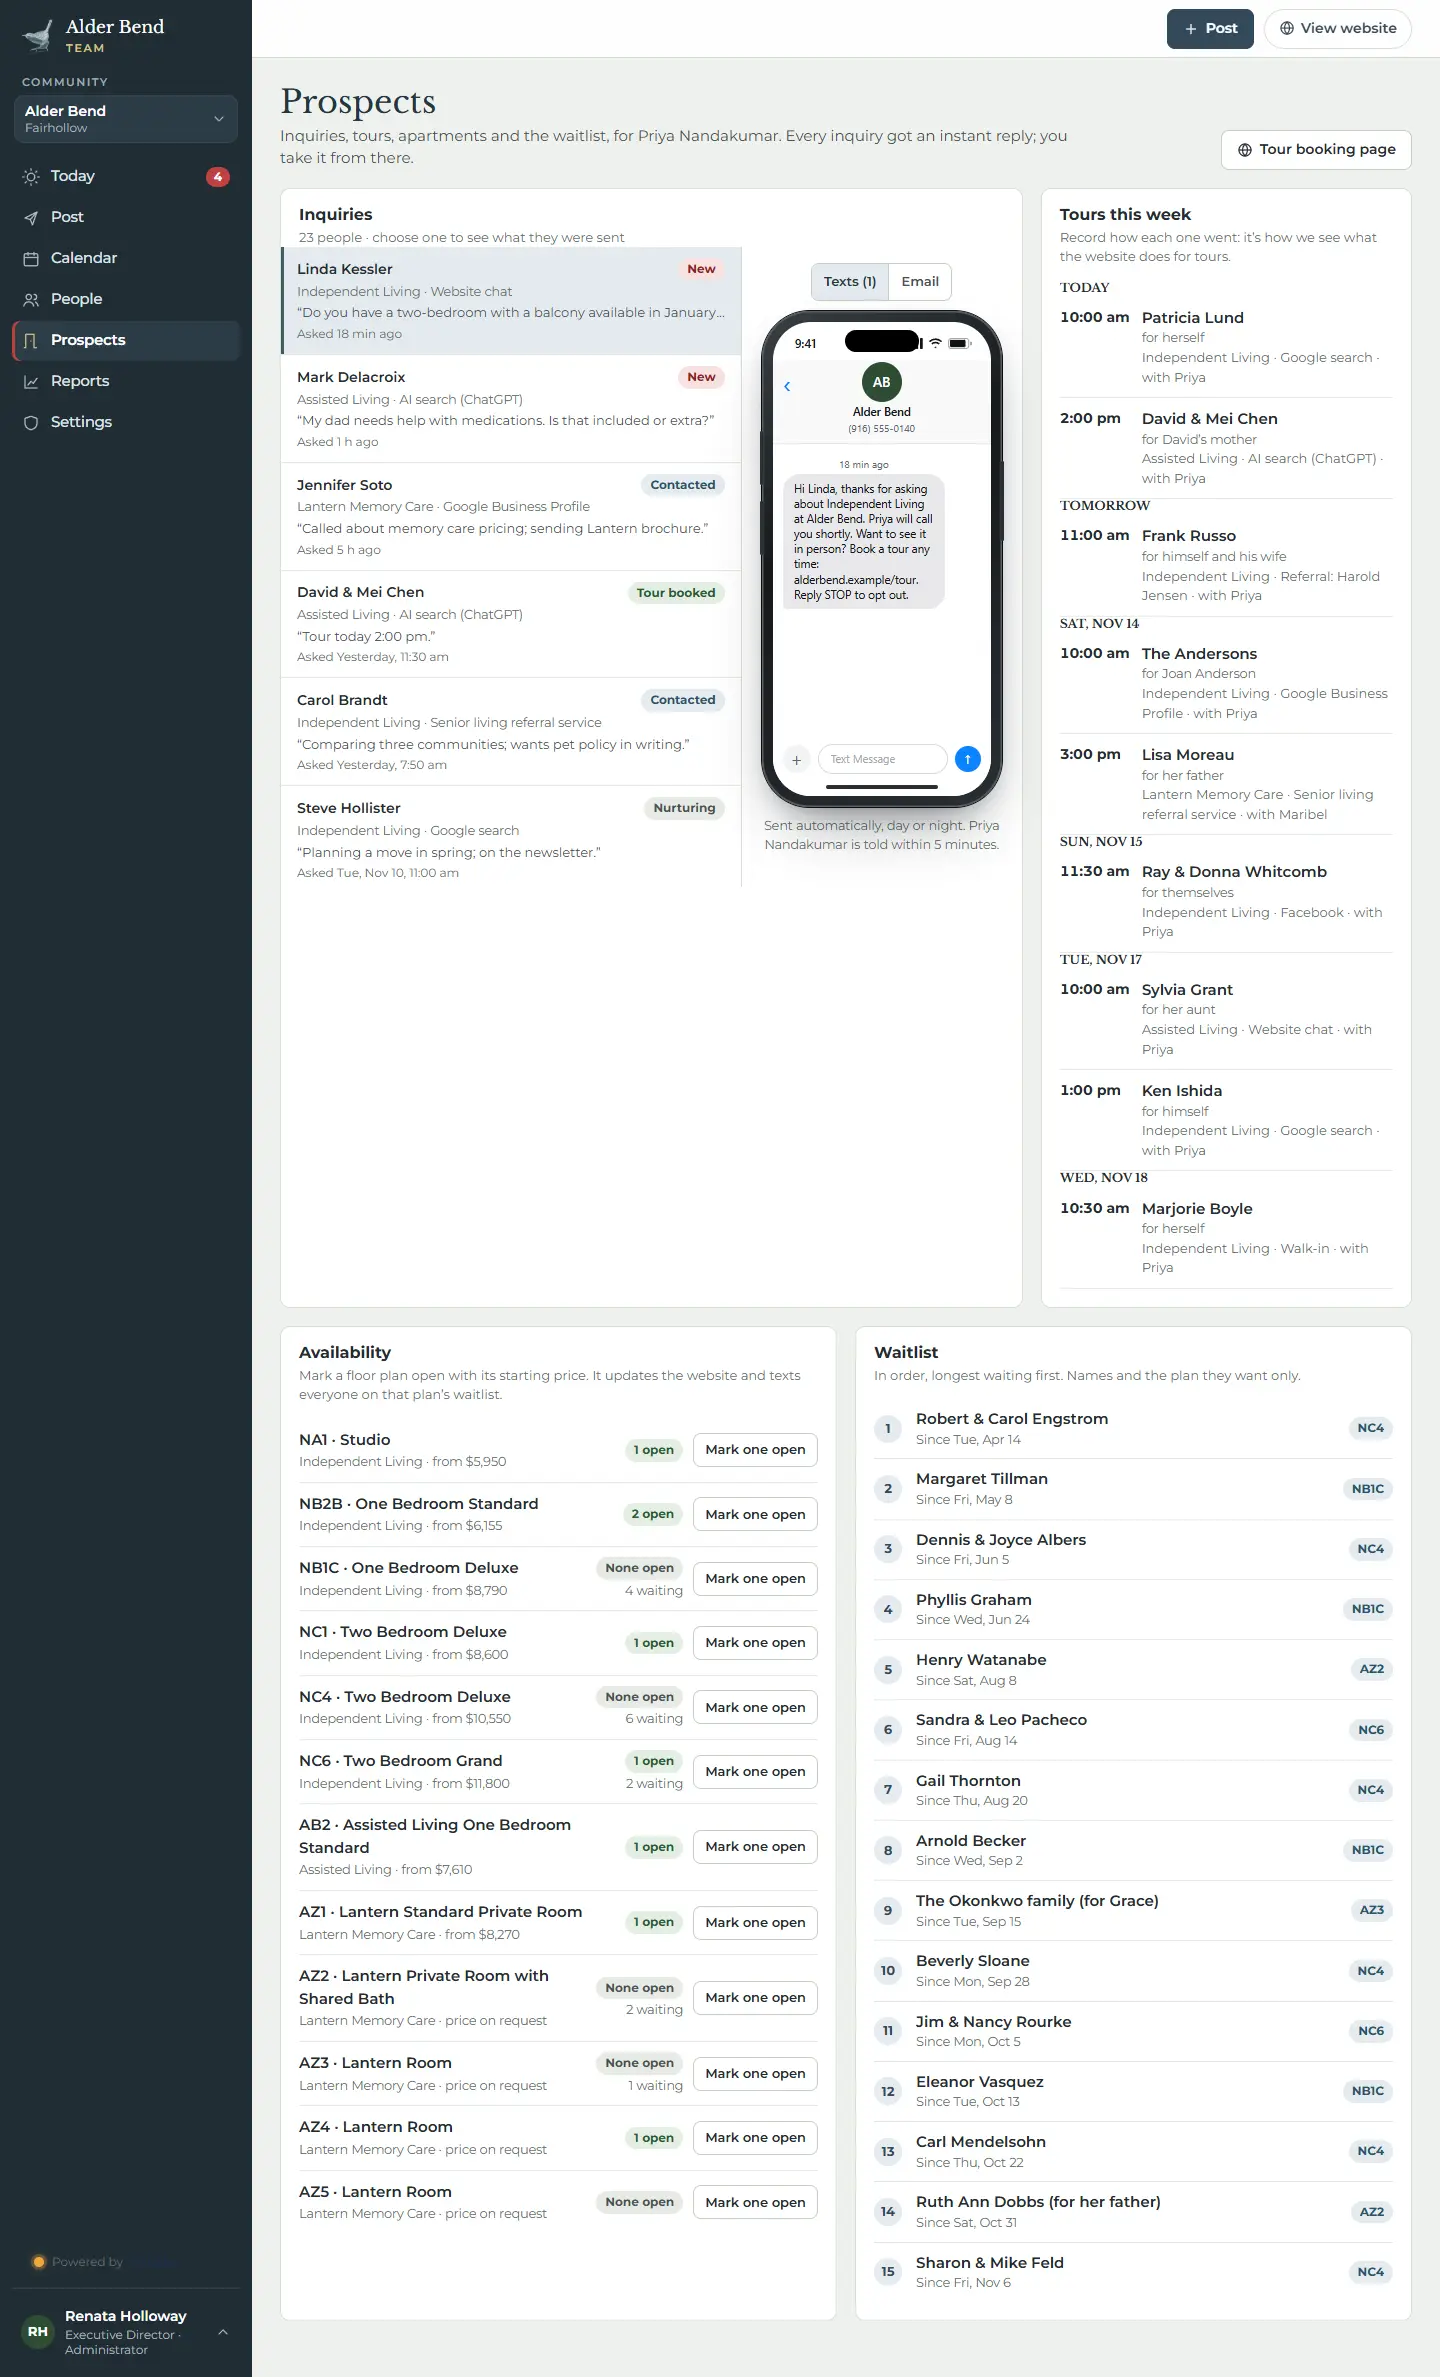 Alder Bend
TEAM
COMMUNITY
Alder Bend
Fairhollow
Today
4
Post
Calendar
People
Prospects
Reports
Settings
Powered by
RH
Renata Holloway
Executive Director ·
Administrator
+ Post
View website
Prospects
Inquiries, tours, apartments and the waitlist, for Priya Nandakumar. Every inquiry got an instant reply; you
take it from there.
Tour booking page
Inquiries
23 people · choose one to see what they were sent
Linda Kessler
New
Independent Living · Website chat
“Do you have a two-bedroom with a balcony available in January...
Asked 18 min ago
Mark Delacroix
New
Assisted Living · AI search (ChatGPT)
“My dad needs help with medications. Is that included or extra?”
Asked 1 h ago
Jennifer Soto
Contacted
Lantern Memory Care · Google Business Profile
“Called about memory care pricing; sending Lantern brochure.”
Asked 5 h ago
David & Mei Chen
Tour booked
Assisted Living · AI search (ChatGPT)
“Tour today 2:00 pm.”
Asked Yesterday, 11:30 am
Carol Brandt
Contacted
Independent Living · Senior living referral service
“Comparing three communities; wants pet policy in writing.”
Asked Yesterday, 7:50 am
Steve Hollister
Nurturing
Independent Living · Google search
“Planning a move in spring; on the newsletter.”
Asked Tue, Nov 10, 11:00 am
Texts (1)
Email
9:41
AB
Alder Bend
(916) 555-0140
18 min ago
Hi Linda, thanks for asking
about Independent Living
at Alder Bend. Priya will call
you shortly. Want to see it
in person? Book a tour any
time:
alderbend.example/tour.
Reply STOP to opt out.
+
Text Message
Sent automatically, day or night. Priya
Nandakumar is told within 5 minutes.
Tours this week
Record how each one went: it’s how we see what
the website does for tours.
TODAY
10:00 am
Patricia Lund
for herself
Independent Living · Google search ·
with Priya
2:00 pm
David & Mei Chen
for David’s mother
Assisted Living · AI search (ChatGPT) ·
with Priya
TOMORROW
11:00 am
Frank Russo
for himself and his wife
Independent Living · Referral: Harold
Jensen · with Priya
SAT, NOV 14
10:00 am
The Andersons
for Joan Anderson
Independent Living · Google Business
Profile · with Priya
3:00 pm
Lisa Moreau
for her father
Lantern Memory Care · Senior living
referral service · with Maribel
SUN, NOV 15
11:30 am
Ray & Donna Whitcomb
for themselves
Independent Living · Facebook · with
Priya
TUE, NOV 17
10:00 am
Sylvia Grant
for her aunt
Assisted Living · Website chat · with
Priya
1:00 pm
Ken Ishida
for himself
Independent Living · Google search ·
with Priya
WED, NOV 18
10:30 am
Marjorie Boyle
for herself
Independent Living · Walk-in · with
Priya
Availability
Mark a floor plan open with its starting price. It updates the website and texts
everyone on that plan’s waitlist.
NA1 · Studio
Independent Living · from $5,950
1 open
Mark one open
NB2B · One Bedroom Standard
Independent Living · from $6,155
2 open
Mark one open
NB1C · One Bedroom Deluxe
Independent Living · from $8,790
None open
4 waiting
Mark one open
NC1 · Two Bedroom Deluxe
Independent Living · from $8,600
1 open
Mark one open
NC4 · Two Bedroom Deluxe
Independent Living · from $10,550
None open
6 waiting
Mark one open
NC6 · Two Bedroom Grand
Independent Living · from $11,800
1 open
2 waiting
Mark one open
AB2 · Assisted Living One Bedroom
Standard
Assisted Living · from $7,610
1 open
Mark one open
AZ1 · Lantern Standard Private Room
Lantern Memory Care · from $8,270
1 open
Mark one open
AZ2 · Lantern Private Room with
Shared Bath
Lantern Memory Care · price on request
None open
2 waiting
Mark one open
AZ3 · Lantern Room
Lantern Memory Care · price on request
None open
1 waiting
Mark one open
AZ4 · Lantern Room
Lantern Memory Care · price on request
1 open
Mark one open
AZ5 · Lantern Room
Lantern Memory Care · price on request
None open
Mark one open
Waitlist
In order, longest waiting first. Names and the plan they want only.
1
Robert & Carol Engstrom
Since Tue, Apr 14
NC4
2
Margaret Tillman
Since Fri, May 8
NB1C
3
Dennis & Joyce Albers
Since Fri, Jun 5
NC4
4
Phyllis Graham
Since Wed, Jun 24
NB1C
5
Henry Watanabe
Since Sat, Aug 8
AZ2
6
Sandra & Leo Pacheco
Since Fri, Aug 14
NC6
7
Gail Thornton
Since Thu, Aug 20
NC4
8
Arnold Becker
Since Wed, Sep 2
NB1C
9
The Okonkwo family (for Grace)
Since Tue, Sep 15
AZ3
10
Beverly Sloane
Since Mon, Sep 28
NC4
11
Jim & Nancy Rourke
Since Mon, Oct 5
NC6
12
Eleanor Vasquez
Since Tue, Oct 13
NB1C
13
Carl Mendelsohn
Since Thu, Oct 22
NC4
14
Ruth Ann Dobbs (for her father)
Since Sat, Oct 31
AZ2
15
Sharon & Mike Feld
Since Fri, Nov 6
NC4